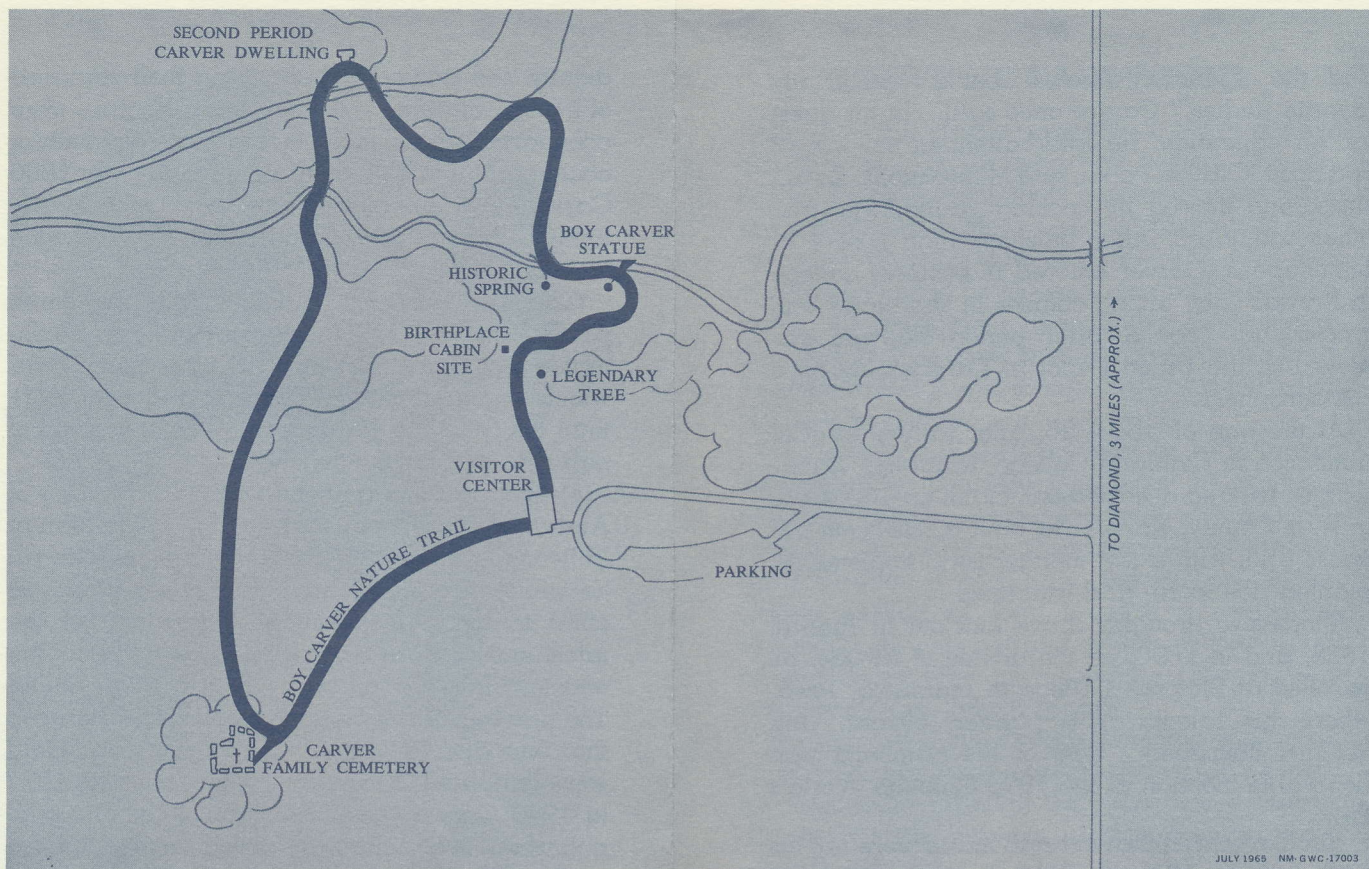 SECOND PERIOD
CARVER DWELLING
BOY CARVER
STATUE
HISTORIC
SPRING
BIRTHPLACE
CABIN
SITE
LEGENDARY
TREE
VISITOR
CENTER
BOY CARVER NATURE TRAIL
PARKING
TO DIAMOND, 3 MILES (APPROX.)
CARVER
FAMILY CEMETERY
JULY 1965 NM-GWC-17003